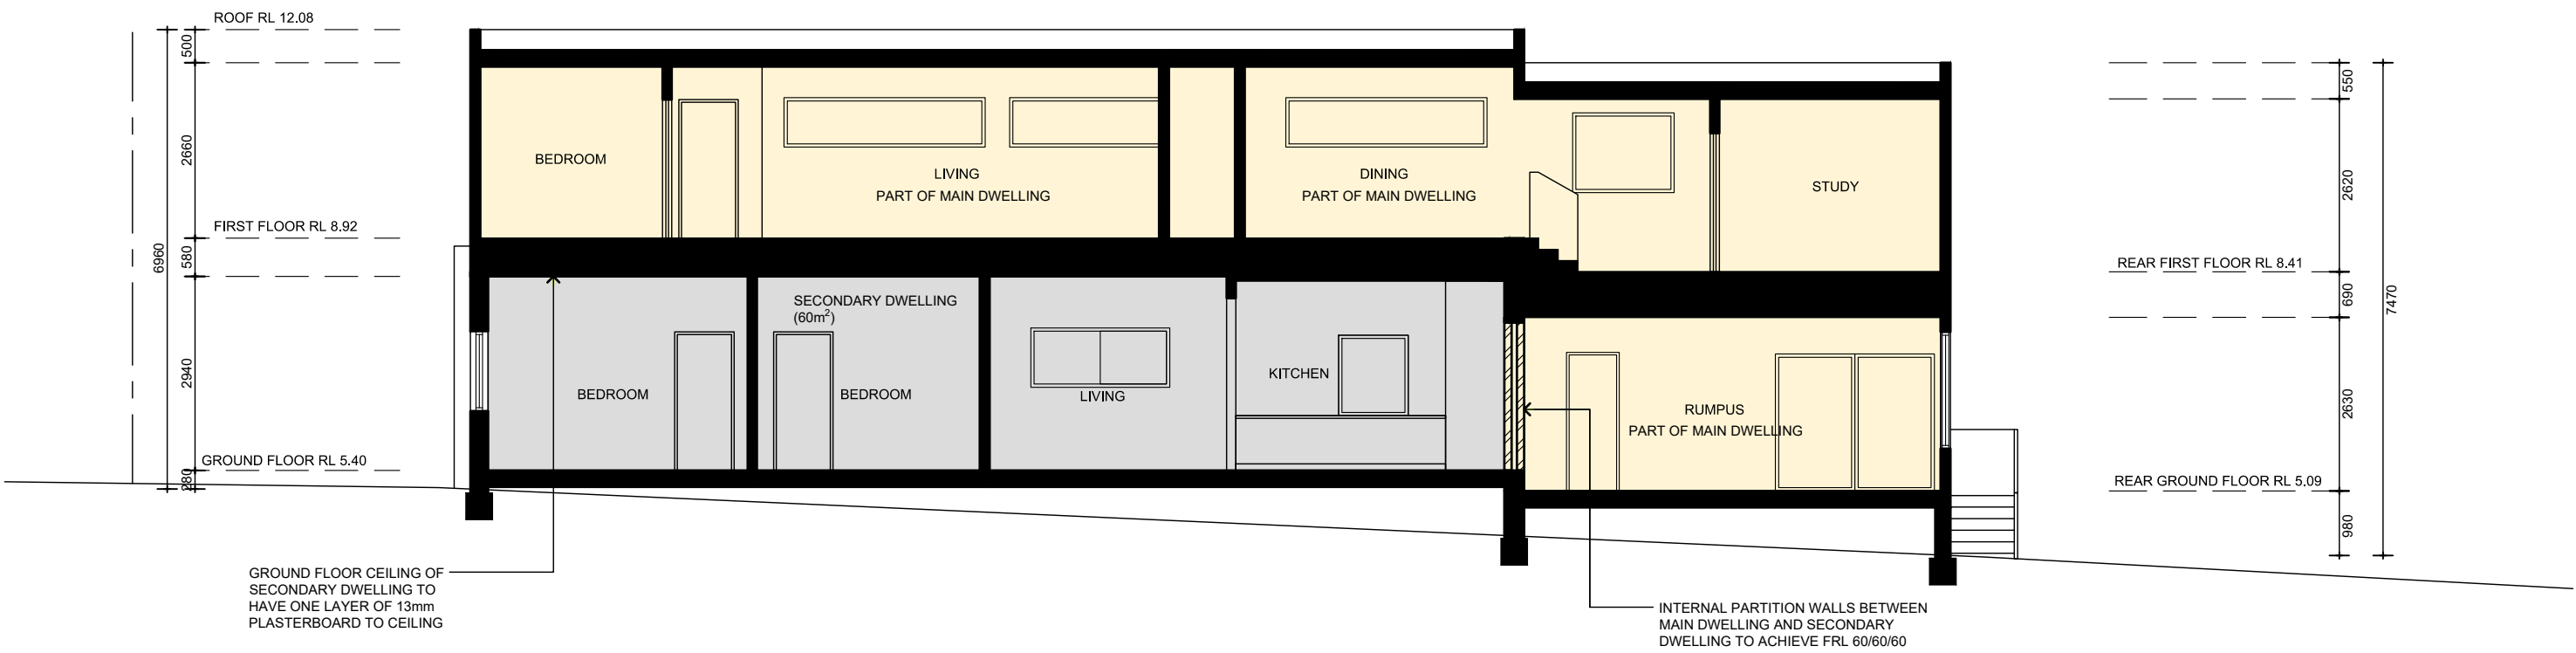 ROOF RL 12.08
500
2660
FIRST FLOOR RL 8.92
580
6960
2940
GROUND FLOOR RL 5.40
280
BEDROOM
LIVING
PART OF MAIN DWELLING
DINING
PART OF MAIN DWELLING
STUDY
SECONDARY DWELLING
(60m²)
BEDROOM
BEDROOM
LIVING
KITCHEN
RUMPUS
PART OF MAIN DWELLING
550
2620
REAR FIRST FLOOR RL 8.41
690
7470
2630
REAR GROUND FLOOR RL 5.09
980
GROUND FLOOR CEILING OF
SECONDARY DWELLING TO
HAVE ONE LAYER OF 13mm
PLASTERBOARD TO CEILING
INTERNAL PARTITION WALLS BETWEEN
MAIN DWELLING AND SECONDARY
DWELLING TO ACHIEVE FRL 60/60/60